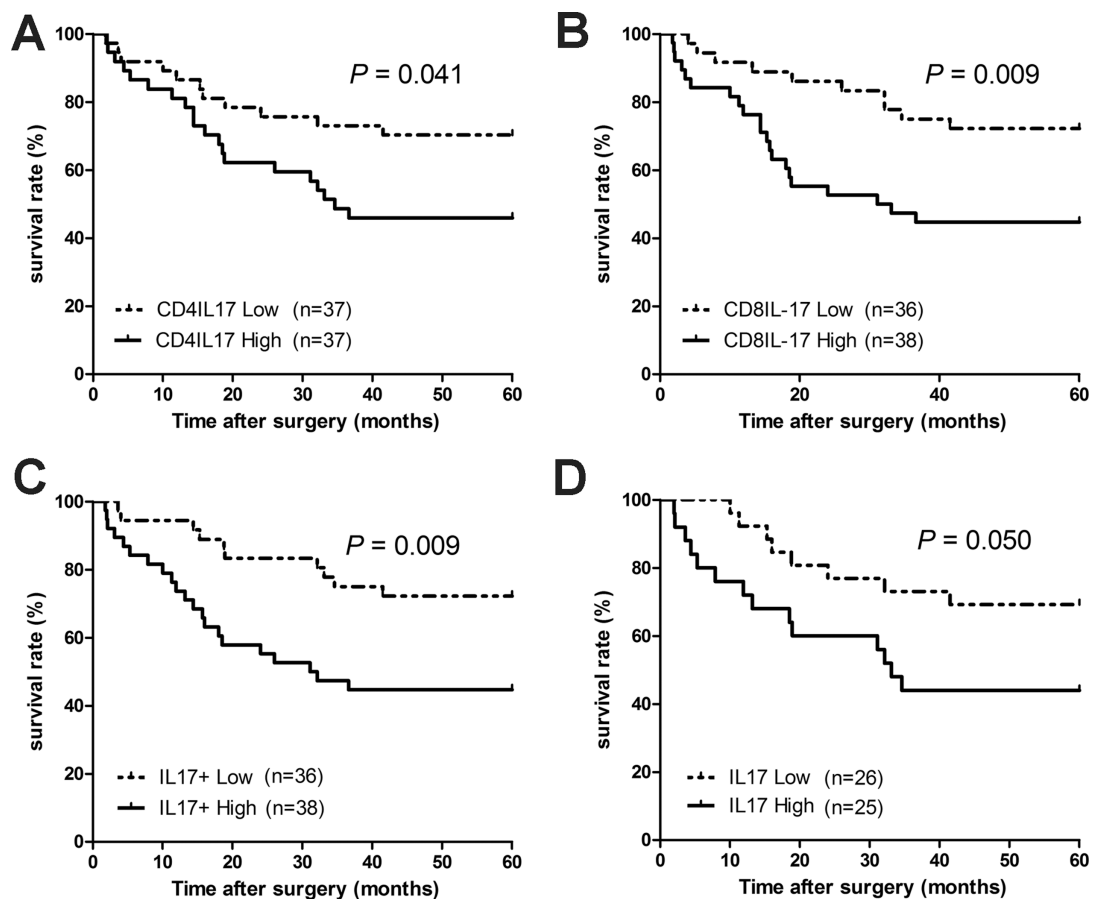 A
100
80
60
40
20
0
survival rate (%)
P = 0.041
CD4IL17 Low (n=37)
CD4IL17 High (n=37)
0 10 20 30 40 50 60
Time after surgery (months)
B
100
80
60
40
20
0
survival rate (%)
P = 0.009
CD8IL-17 Low (n=36)
CD8IL-17 High (n=38)
0 20 40 60
Time after surgery (months)
C
100
80
60
40
20
0
survival rate (%)
P = 0.009
IL17+ Low (n=36)
IL17+ High (n=38)
0 10 20 30 40 50 60
Time after surgery (months)
D
100
80
60
40
20
0
survival rate (%)
P = 0.050
IL17 Low (n=26)
IL17 High (n=25)
0 10 20 30 40 50 60
Time after surgery (months)